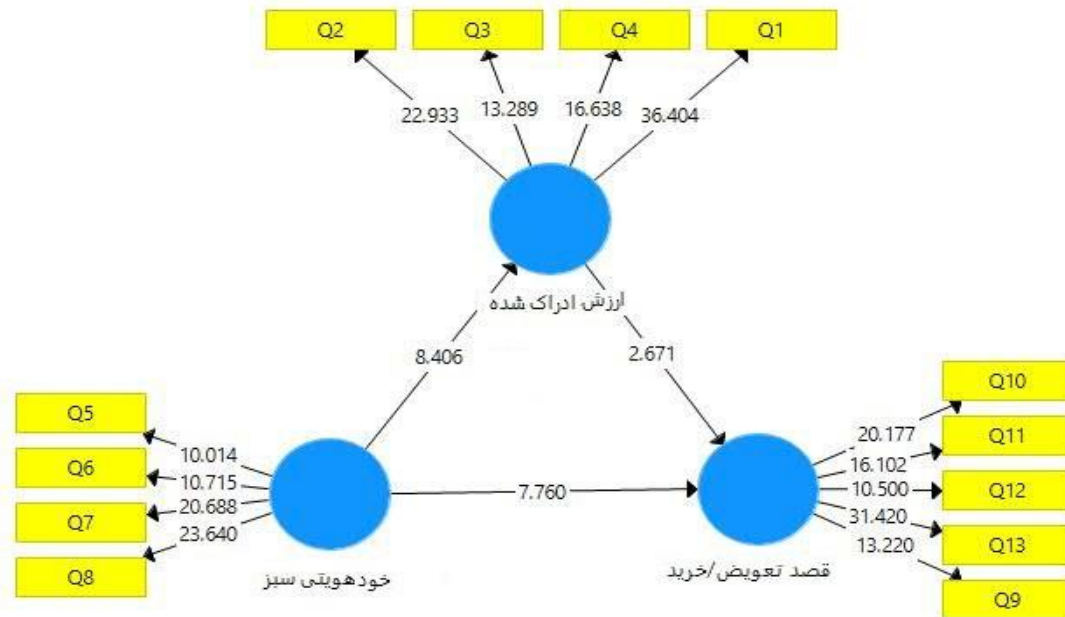 Q2 Q3 Q4 Q1
22.933 13.289 16.638 36.404
ارزش ادراک شده
8.406 2.671
Q5
Q6
Q7
Q8
10.014
10.715
20.688
23.640
7.760
Q10
Q11
Q12
Q13
Q9
20.177
16.102
10.500
31.420
13.220
خودهویتی سبز
قصد تعویض/خرید